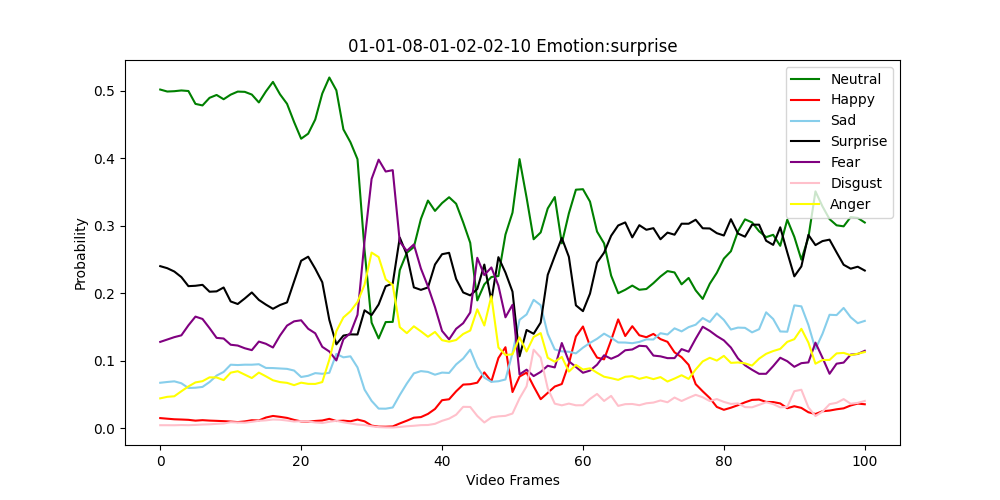 01-01-08-01-02-02-10 Emotion:surprise
Neutral
Happy
Sad
Surprise
Fear
Disgust
Anger
0.5
0.4
0.3
0.2
0.1
0.0
Probability
0 20 40 60 80 100
Video Frames